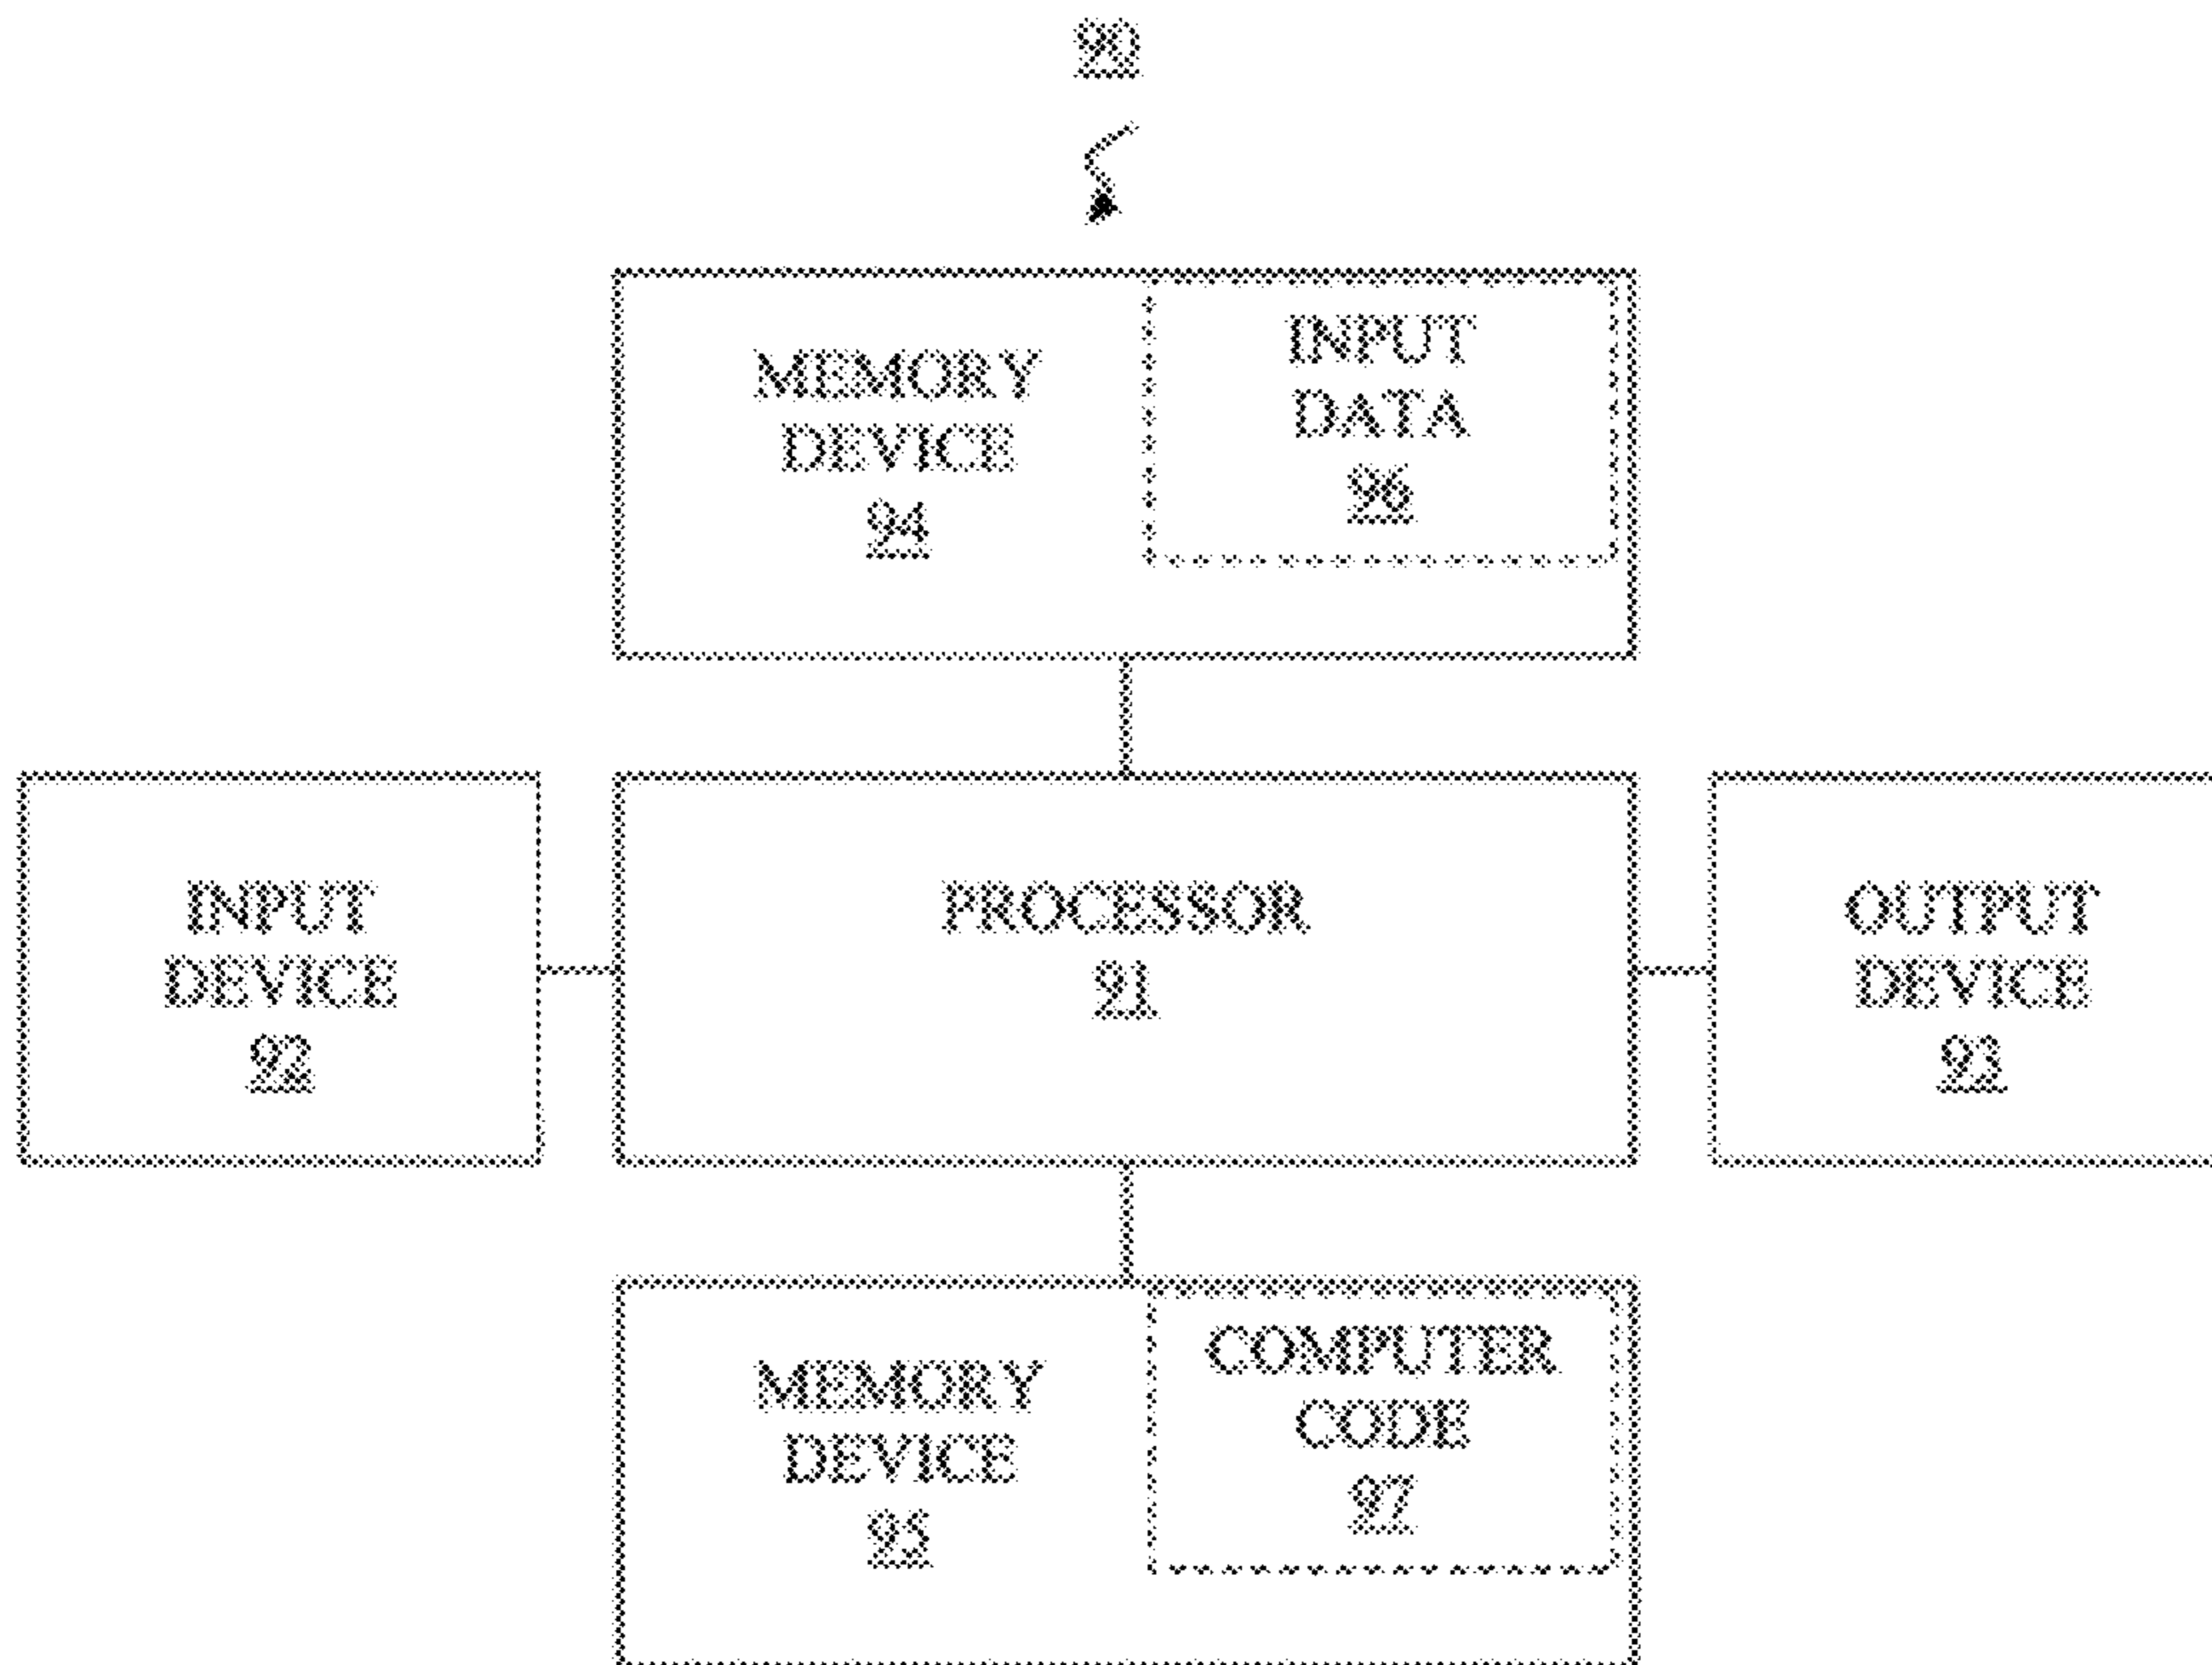 90
MEMORY
DEVICE
94
INPUT
DATA
96
INPUT
DEVICE
92
PROCESSOR
91
OUTPUT
DEVICE
93
MEMORY
DEVICE
95
COMPUTER
CODE
97